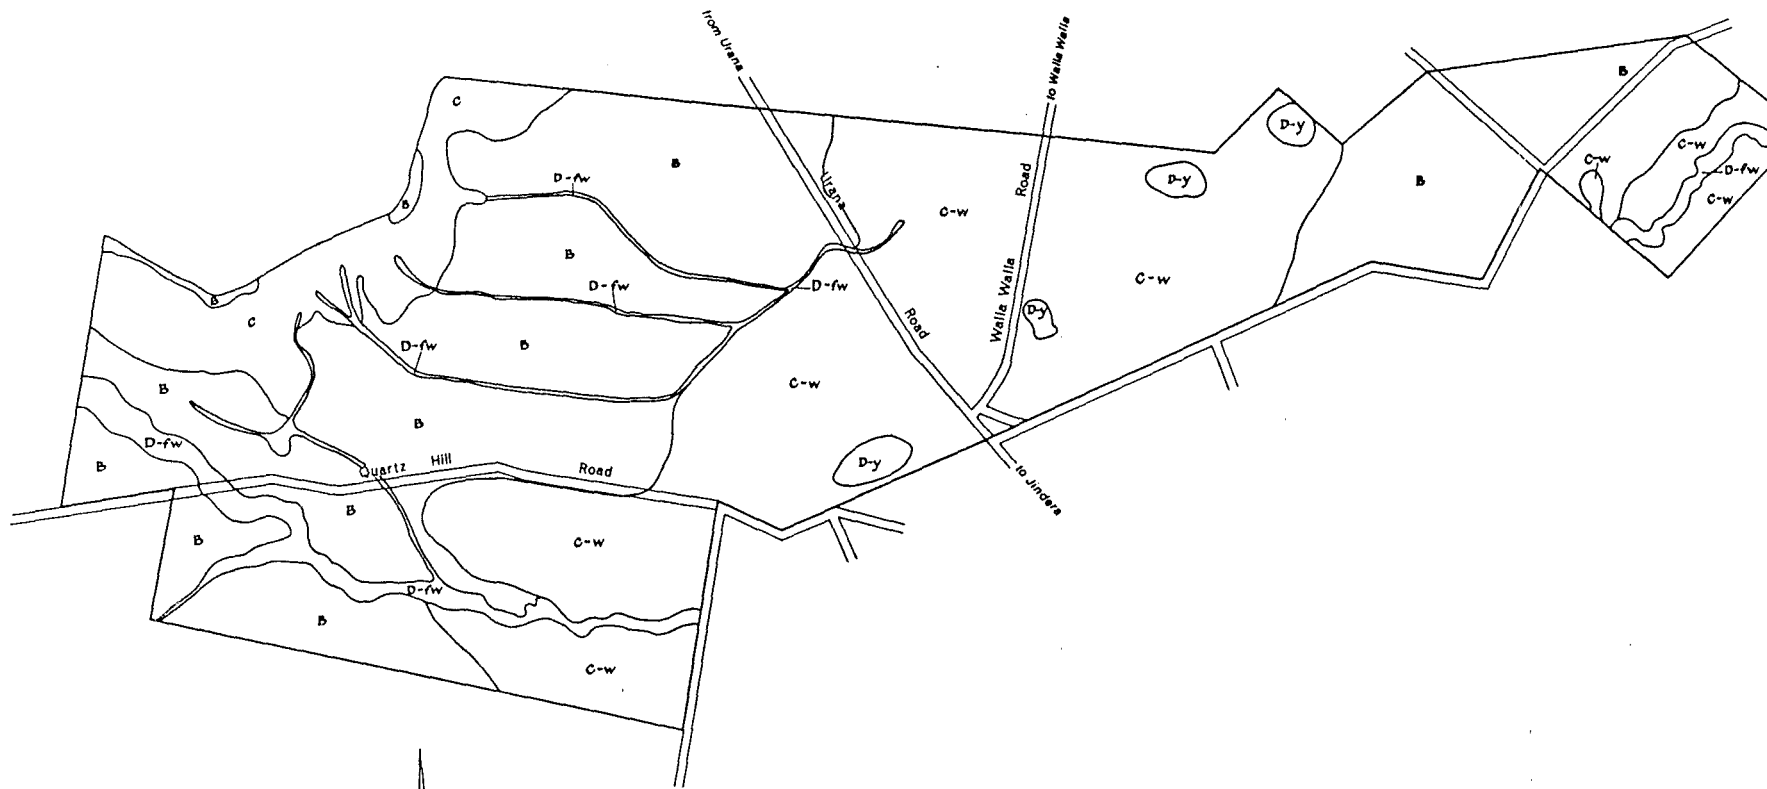 from Urana
to Walla Walla
B
C
D-y
C-w
C-w
B
D-fw
B
D-y
Road
D-fw
C-w
B
Urana
C-w
B
B
C-w
B
D-fw
D-fw
D-y
C
Road
Walla Walla
B
D-fw
C-w
B
B
D-fw
B
Quartz Hill Road
D-y
to Jindera
B
B
C-w
D-fw
B
C-w